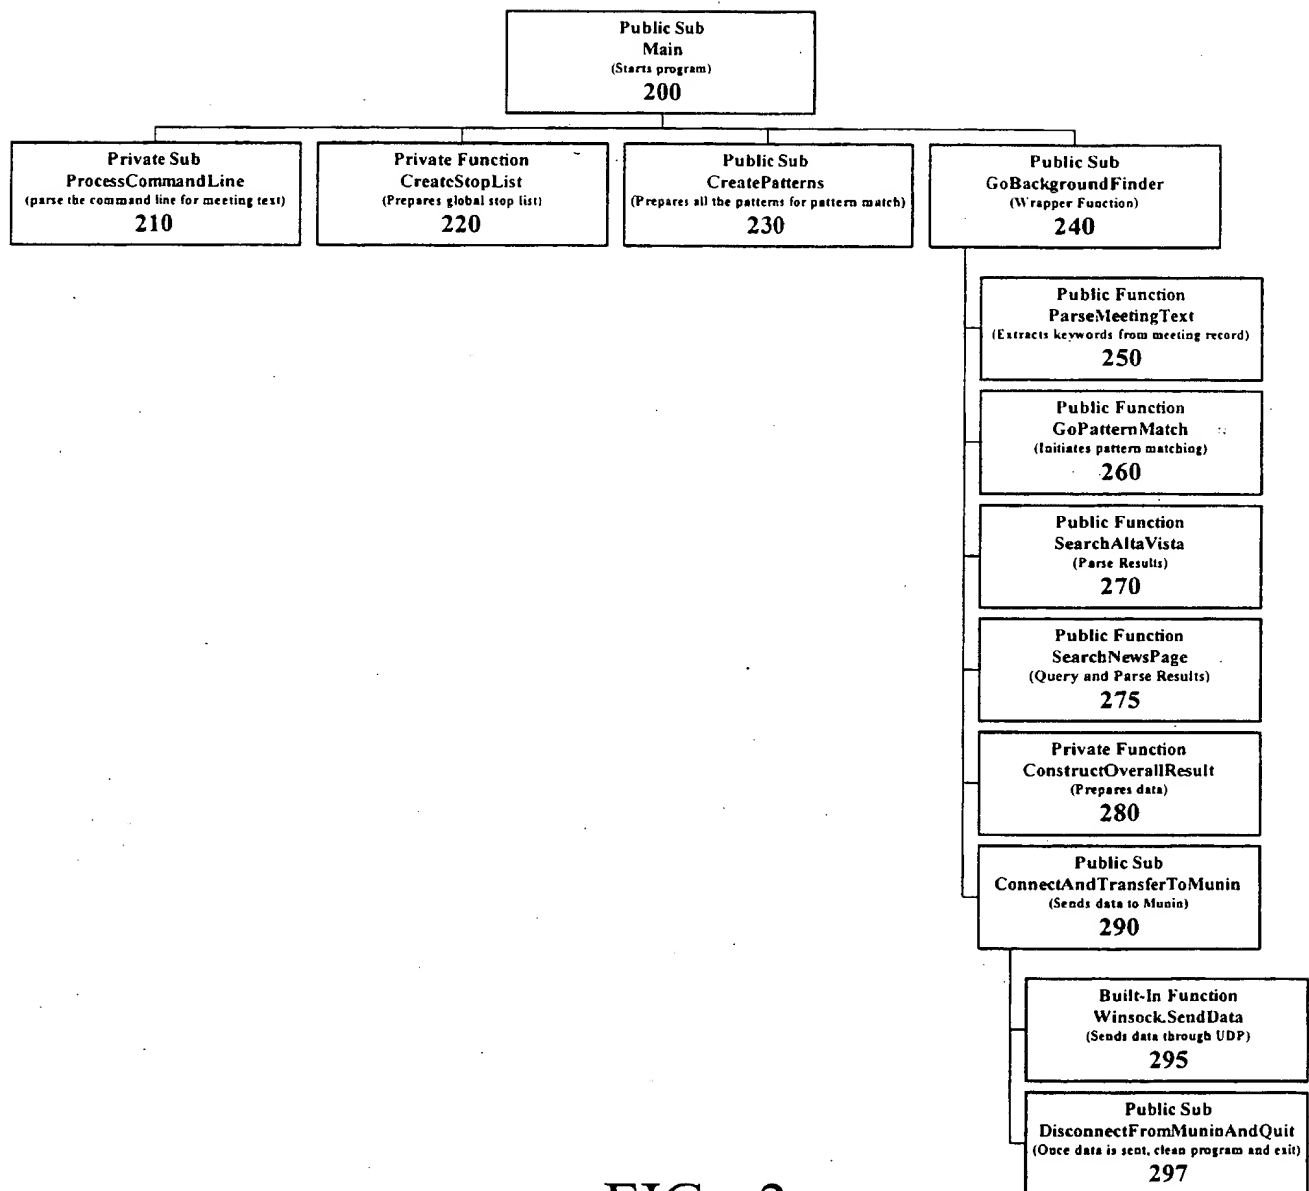 Public Sub
Main
(Starts program)
200
Private Sub
ProcessCommandLine
(parse the command line for meeting text)
210
Private Function
CreateStopList
(Prepares global stop list)
220
Public Sub
CreatePatterns
(Prepares all the patterns for pattern match)
230
Public Sub
GoBackgroundFinder
(Wrapper Function)
240
Public Function
ParseMeetingText
(Extracts keywords from meeting record)
250
Public Function
GoPatternMatch
(Initiates pattern matching)
260
Public Function
SearchAltaVista
(Parse Results)
270
Public Function
SearchNewsPage
(Query and Parse Results)
275
Private Function
ConstructOverallResult
(Prepares data)
280
Public Sub
ConnectAndTransferToMunin
(Sends data to Munin)
290
Built-In Function
Winsock.SendData
(Sends data through UDP)
295
Public Sub
DisconnectFromMuninAndQuit
(Once data is sent, clean program and exit)
297